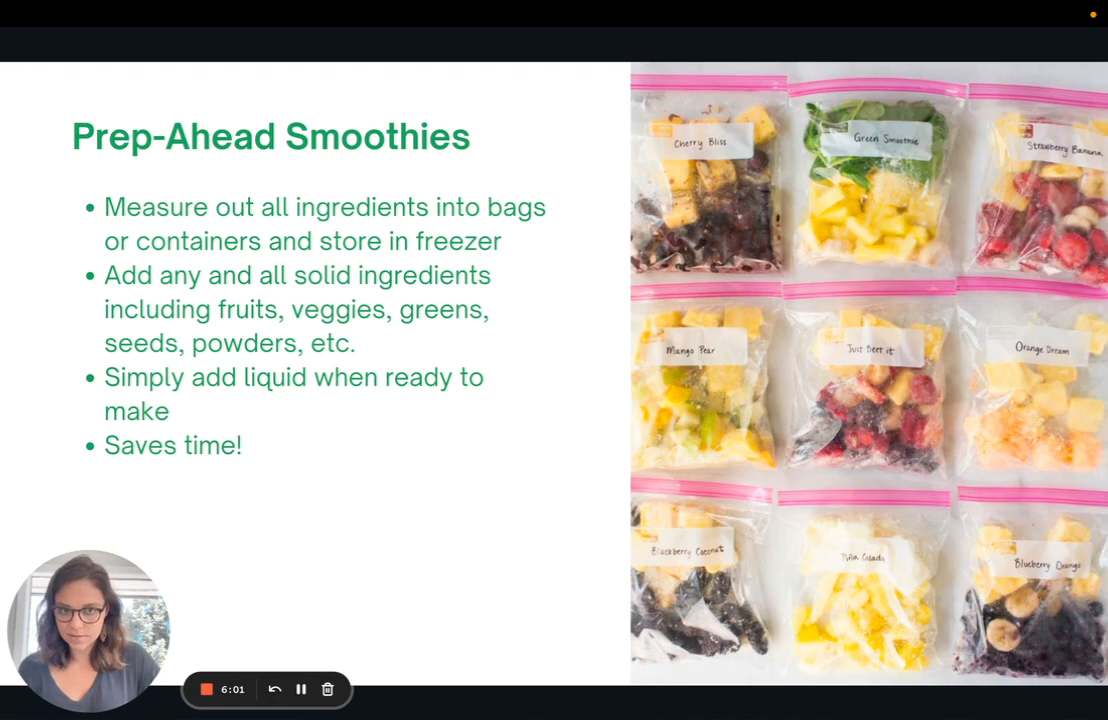 Prep-Ahead Smoothies
• Measure out all ingredients into bags
or containers and store in freezer
• Add any and all solid ingredients
including fruits, veggies, greens,
seeds, powders, etc.
• Simply add liquid when ready to
make
• Saves time!
Cherry Bliss
Green Smoothie
Strawberry Banana
Mango Pear
Just Beet it
Orange Dream
Blackberry Coconut
Piña Colada
Blueberry Orange
6:01